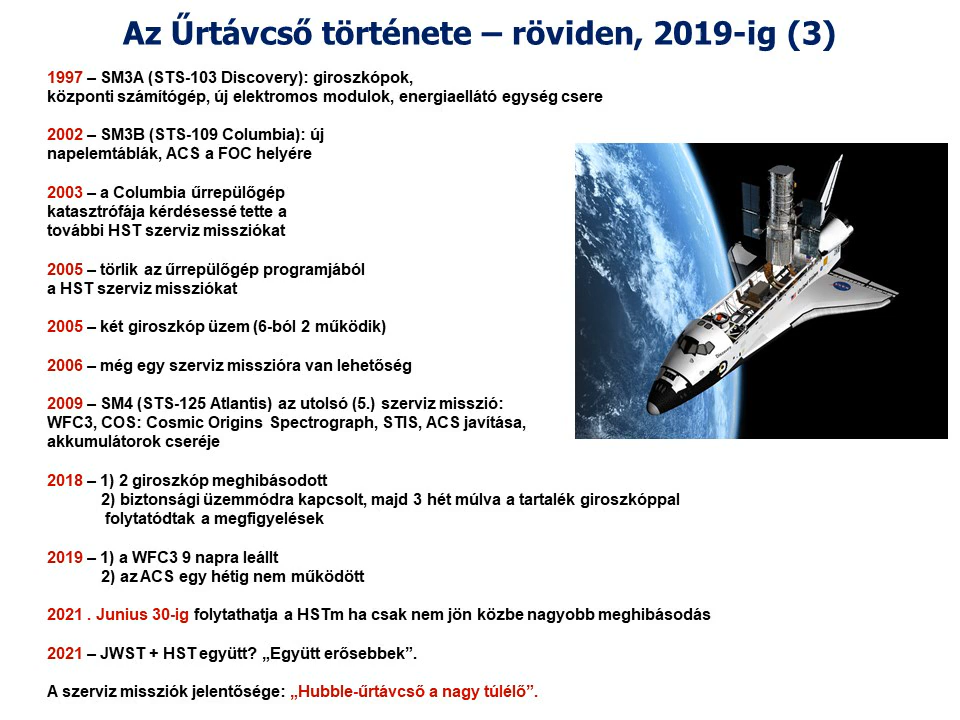 Az Űrtávcső története – röviden, 2019-ig (3)
1997 – SM3A (STS-103 Discovery): giroszkópok,
központi számítógép, új elektromos modulok, energiaellátó egység csere
2002 – SM3B (STS-109 Columbia): új
napelemtáblák, ACS a FOC helyére
2003 – a Columbia űrrepülőgép
katasztrófája kérdésessé tette a
további HST szerviz missziókat
2005 – törlik az űrrepülőgép programjából
a HST szerviz missziókat
2005 – két giroszkóp üzem (6-ból 2 működik)
2006 – még egy szerviz misszióra van lehetőség
2009 – SM4 (STS-125 Atlantis) az utolsó (5.) szerviz misszió:
WFC3, COS: Cosmic Origins Spectrograph, STIS, ACS javítása,
akkumulátorok cseréje
2018 – 1) 2 giroszkóp meghibásodott
2) biztonsági üzemmódra kapcsolt, majd 3 hét múlva a tartalék giroszkóppal
folytatódtak a megfigyelések
2019 – 1) a WFC3 9 napra leállt
2) az ACS egy hétig nem működött
2021 . Junius 30-ig folytathatja a HSTm ha csak nem jön közbe nagyobb meghibásodás
2021 – JWST + HST együtt? „Együtt erősebbek”.
A szerviz missziók jelentősége: „Hubble-űrtávcső a nagy túlélő”.
Discovery
NASA